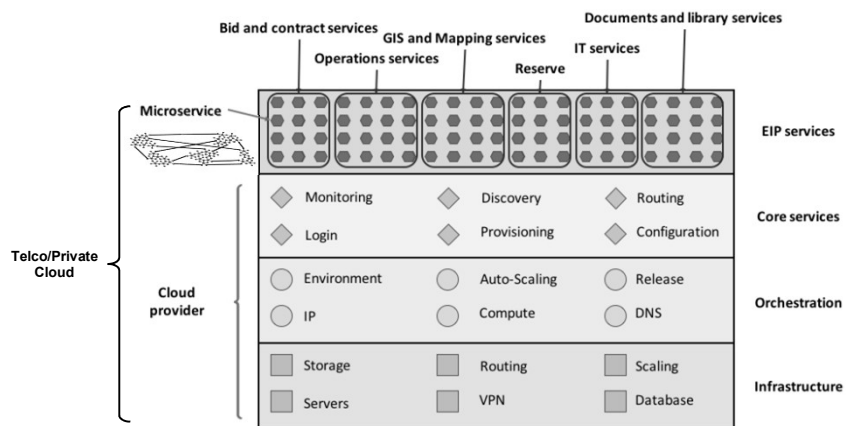 Documents and library services
Bid and contract services
GIS and Mapping services
IT services
Operations services
Reserve
Microservice
EIP services
Monitoring
Discovery
Routing
Core services
Login
Provisioning
Configuration
Telco/Private
Cloud
Cloud
provider
Environment
Auto-Scaling
Release
Orchestration
IP
Compute
DNS
Storage
Routing
Scaling
Infrastructure
Servers
VPN
Database